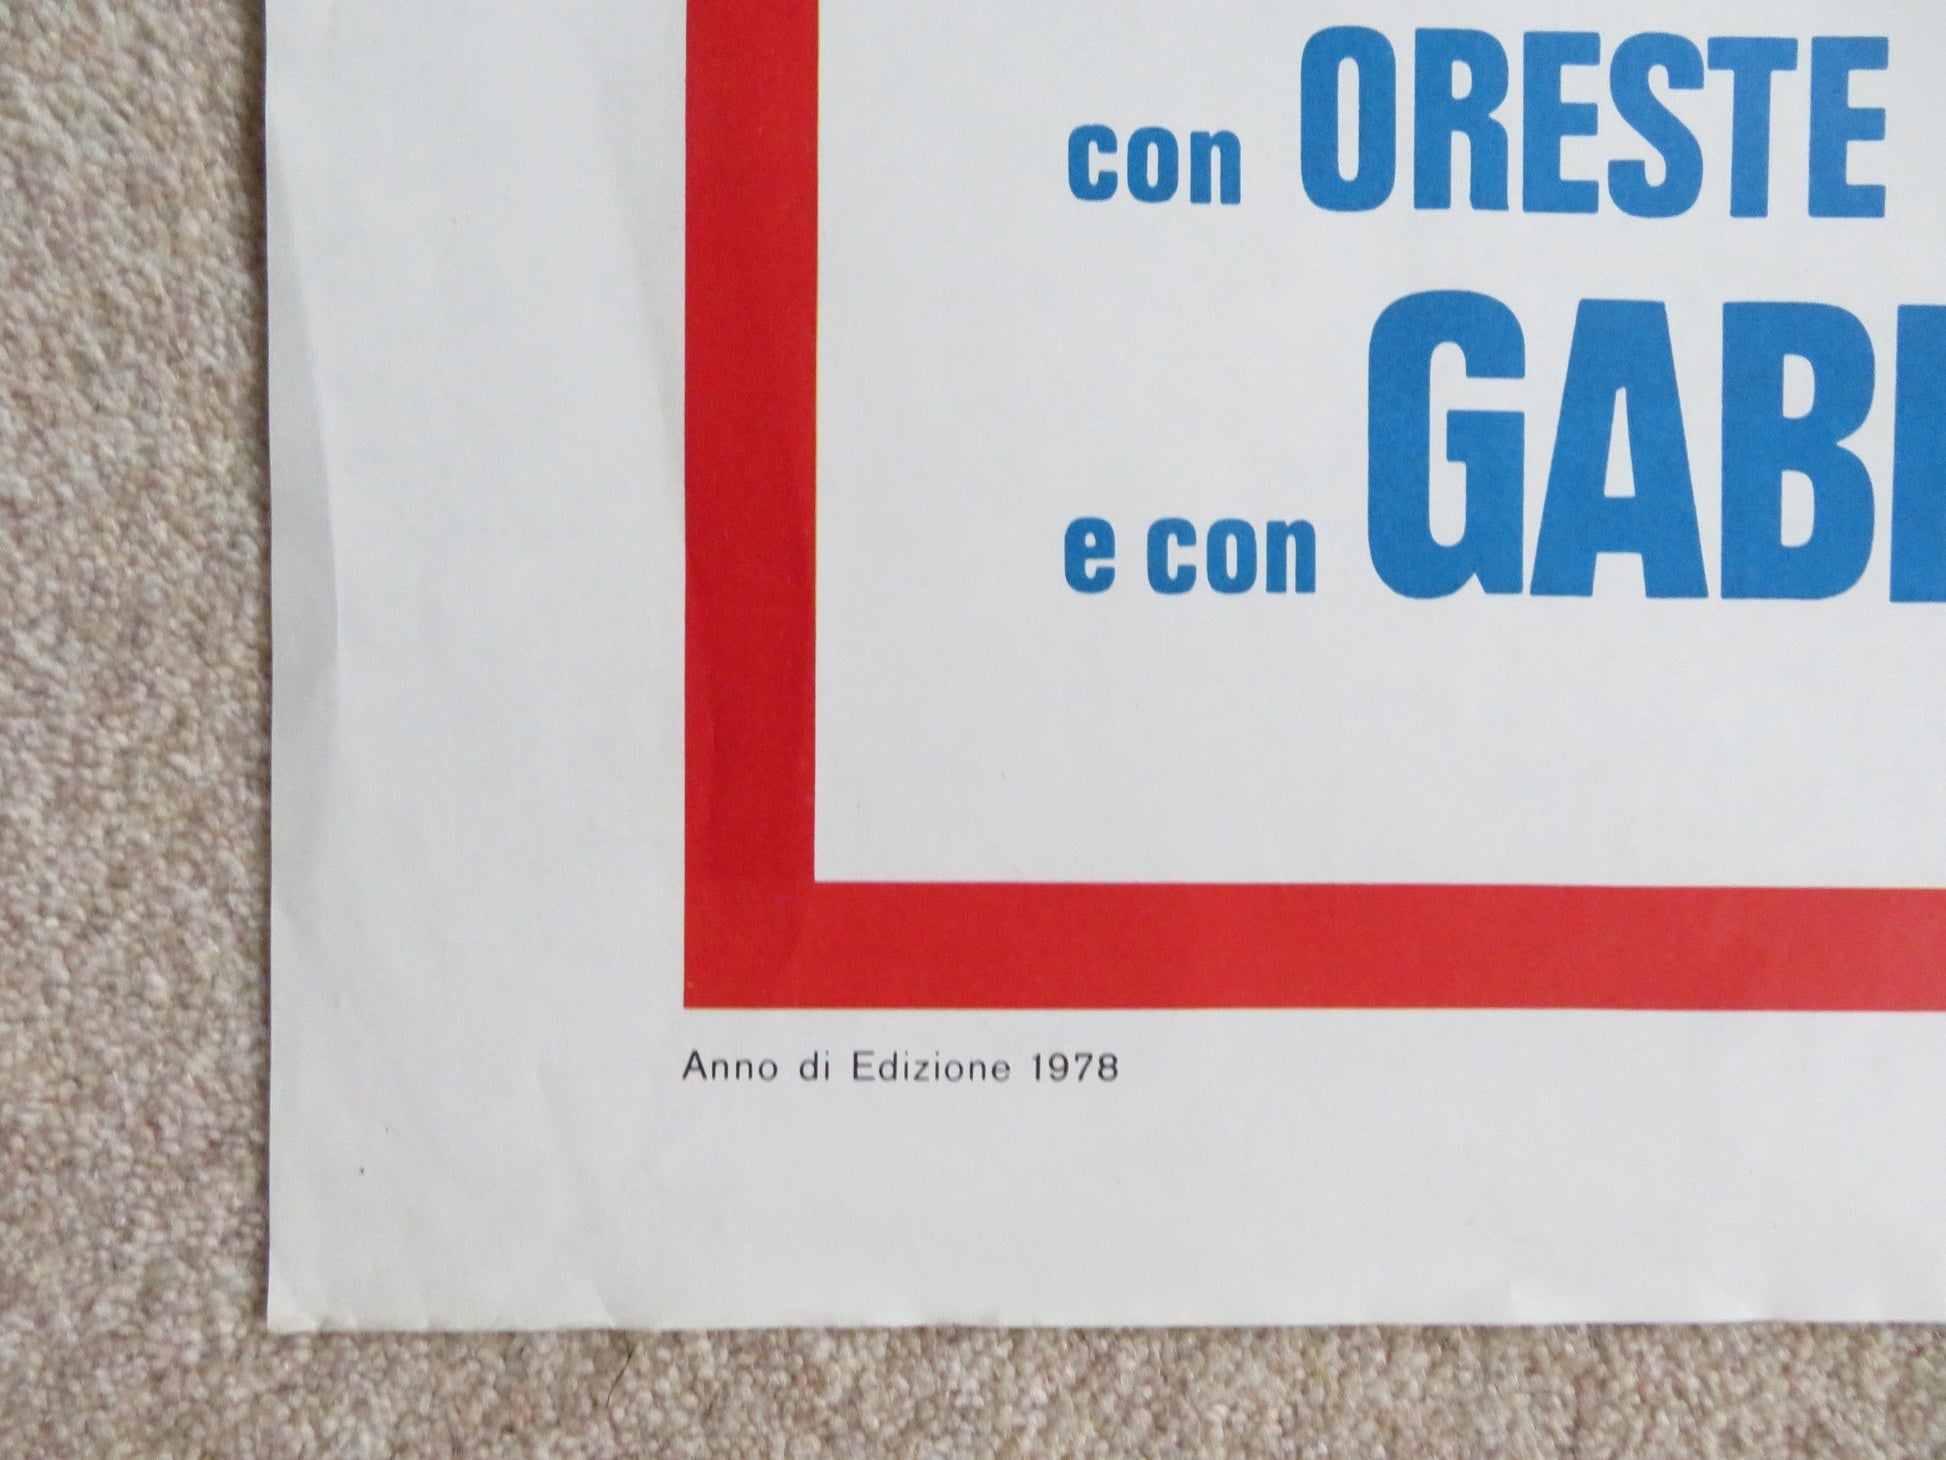 con ORESTE
e con GAB
Anno di Edizione 1978